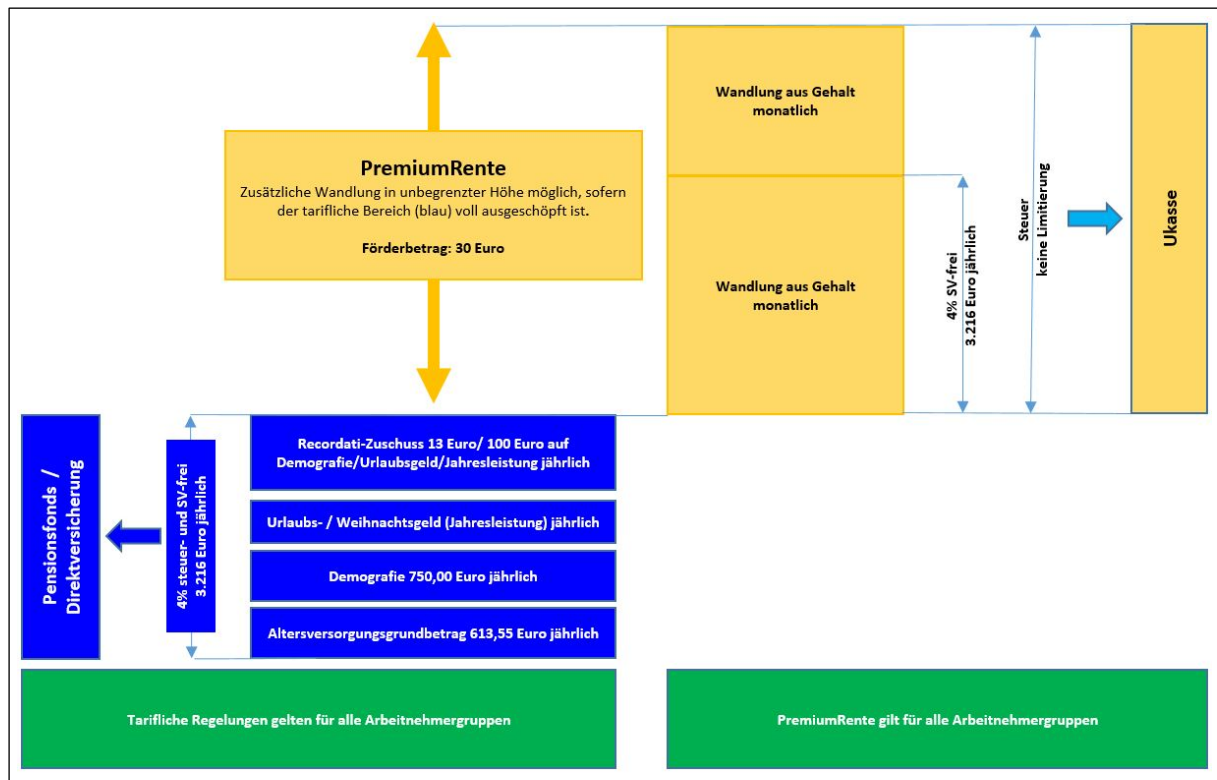 PremiumRente
Zusätzliche Wandlung in unbegrenzter Höhe möglich, sofern
der tarifliche Bereich (blau) voll ausgeschöpft ist.
Förderbetrag: 30 Euro
Wandlung aus Gehalt
monatlich
Wandlung aus Gehalt
monatlich
4% SV-frei
3.216 Euro jährlich
Steuer
keine Limitierung
Ukasse
Pensionsfonds /
Direktversicherung
4% steuer- und SV-frei
3.216 Euro jährlich
Recordati-Zuschuss 13 Euro/ 100 Euro auf
Demografie/Urlaubsgeld/Jahresleistung jährlich
Urlaubs- / Weihnachtsgeld (Jahresleistung) jährlich
Demografie 750,00 Euro jährlich
Altersversorgungsgrundbetrag 613,55 Euro jährlich
Tarifliche Regelungen gelten für alle Arbeitnehmergruppen
PremiumRente gilt für alle Arbeitnehmergruppen